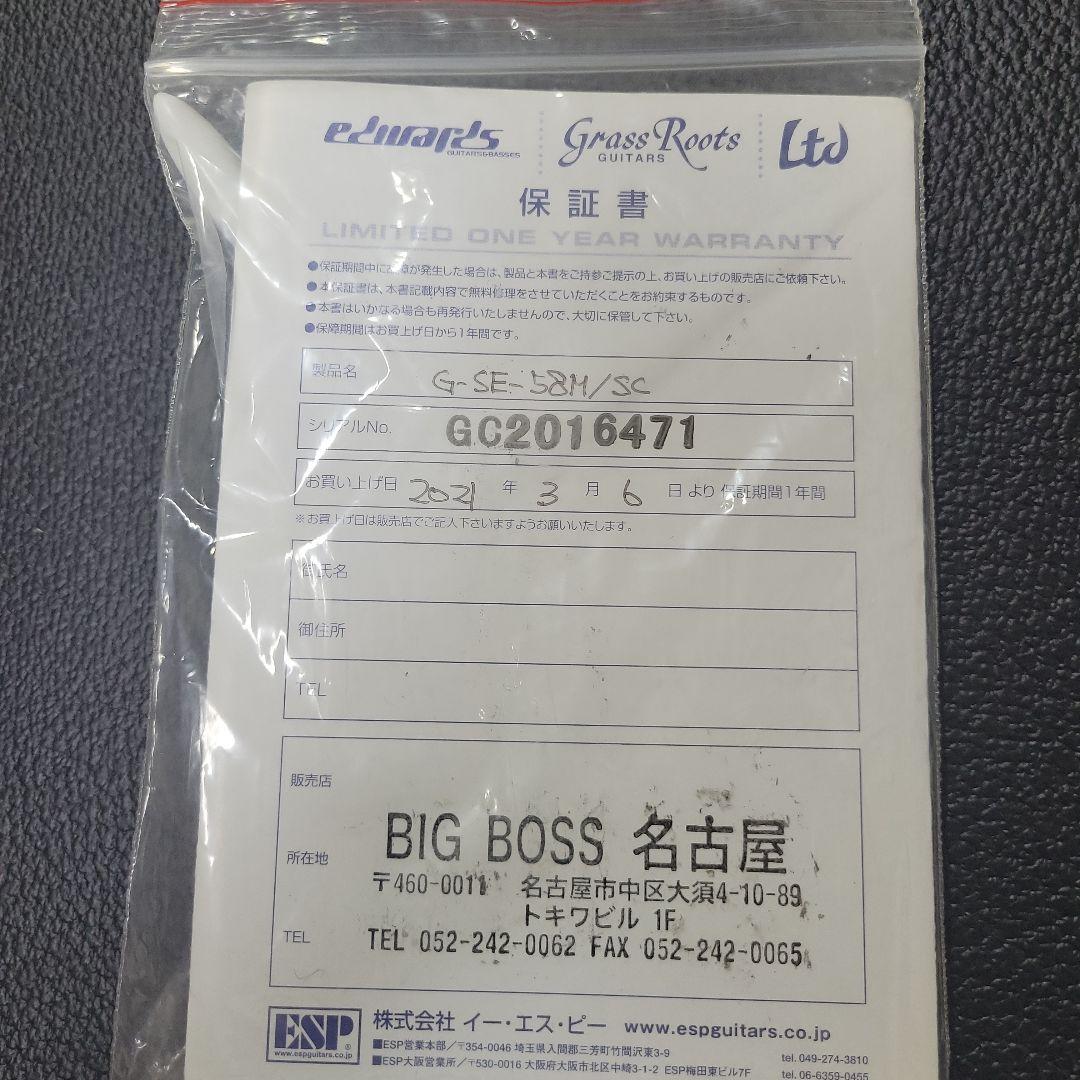 edwards GUITARS&BASSES Grass Roots GUITARS Ltd
保証書
LIMITED ONE YEAR WARRANTY
●保証期間中に故障が発生した場合は、製品と本書をご持参ご提示の上、お買い上げの販売店にご依頼下さい。
●本保証書は、本書記載内容で無料修理をさせていただくことをお約束するものです。
●本書はいかなる場合も再発行いたしませんので、大切に保管して下さい。
●保障期間はお買上げ日から1年間です。
製品名 G-SE-58M/SC
シリアルNo. GC2016471
お買い上げ日 2021 年 3 月 6 日より 保証期間1年間
※お買上げ日は販売店でご記入下さいますようお願いいたします。
御氏名
御住所
TEL
販売店
BIG BOSS 名古屋
所在地
〒460-0011 名古屋市中区大須4-10-89
トキワビル 1F
TEL
TEL 052-242-0062 FAX 052-242-0065
ESP® www.espguitars.co.jp
株式会社 イー・エス・ピー www.espguitars.co.jp
■ESP営業本部／〒354-0046 埼玉県入間郡三芳町竹間沢東3-9 tel.049-274-3810
■ESP大阪営業所／〒530-0016 大阪府大阪市北区中崎3-1-2 ESP梅田東ビル7F tel.06-6359-0455